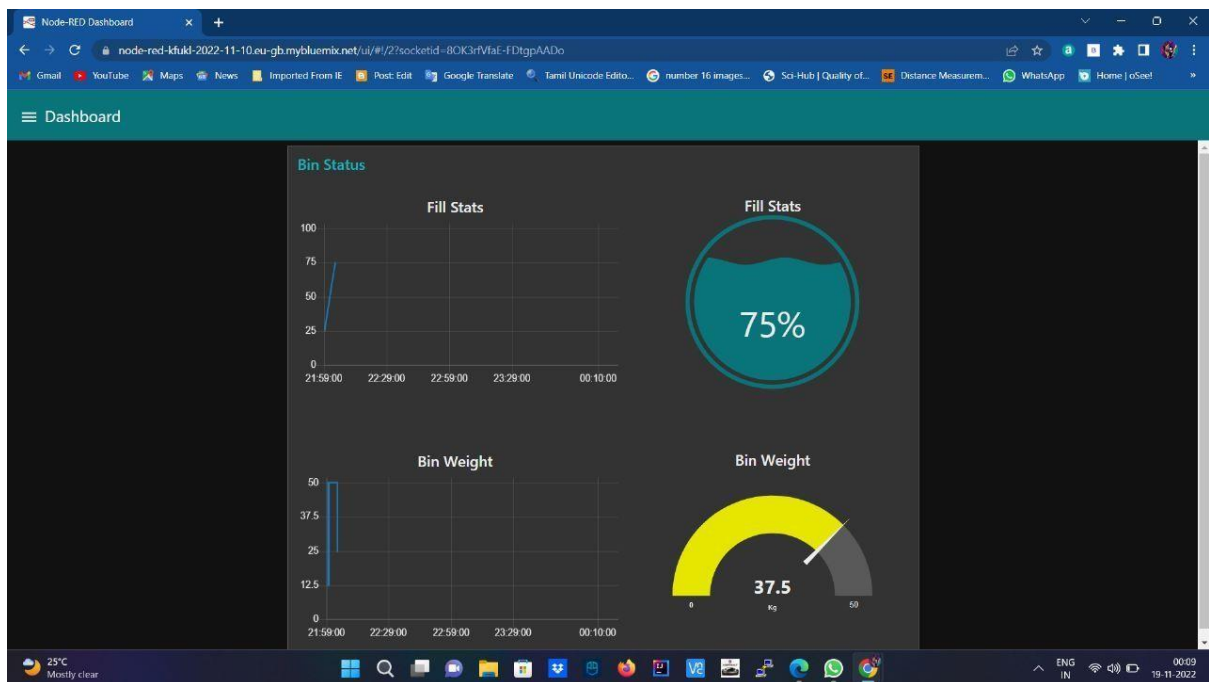 Node-RED Dashboard
node-red-kfukl-2022-11-10.eu-gb.mybluemix.net/ui/#!/2?socketid=8OK3rfVfaE-FDtgpAADo
Gmail YouTube Maps News Imported From IE Post: Edit Google Translate Tamil Unicode Edito... number 16 images... Sci-Hub | Quality of... Distance Measurem... WhatsApp Home | oSee! »
Dashboard
Bin Status
Fill Stats
100
75
50
25
0
21:59:00 22:29:00 22:59:00 23:29:00 00:10:00
Fill Stats
75%
Bin Weight
50
37.5
25
12.5
0
21:59:00 22:29:00 22:59:00 23:29:00 00:10:00
Bin Weight
37.5
Kg
0 50
25°C
Mostly clear
ENG
IN
00:09
19-11-2022